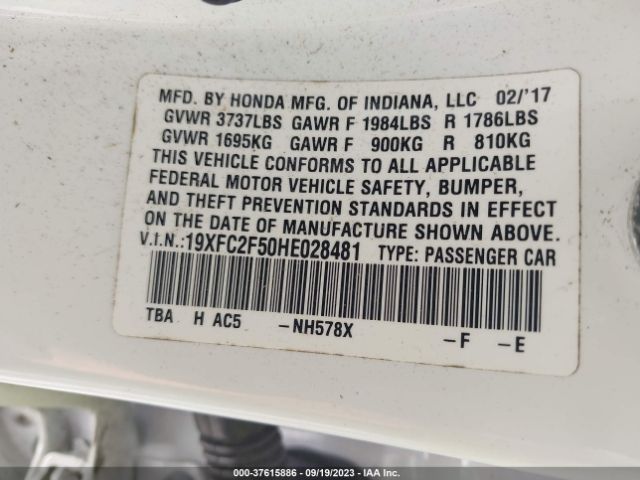 MFD. BY HONDA MFG. OF INDIANA, LLC 02/'17
GVWR 3737LBS GAWR F 1984LBS R 1786LBS
GVWR 1695KG GAWR F 900KG R 810KG
THIS VEHICLE CONFORMS TO ALL APPLICABLE
FEDERAL MOTOR VEHICLE SAFETY, BUMPER,
AND THEFT PREVENTION STANDARDS IN EFFECT
ON THE DATE OF MANUFACTURE SHOWN ABOVE.
V.I.N.:19XFC2F50HE028481 TYPE: PASSENGER CAR
TBA H AC5 -NH578X -F -E
000-37615886 - 09/19/2023 - IAA Inc.